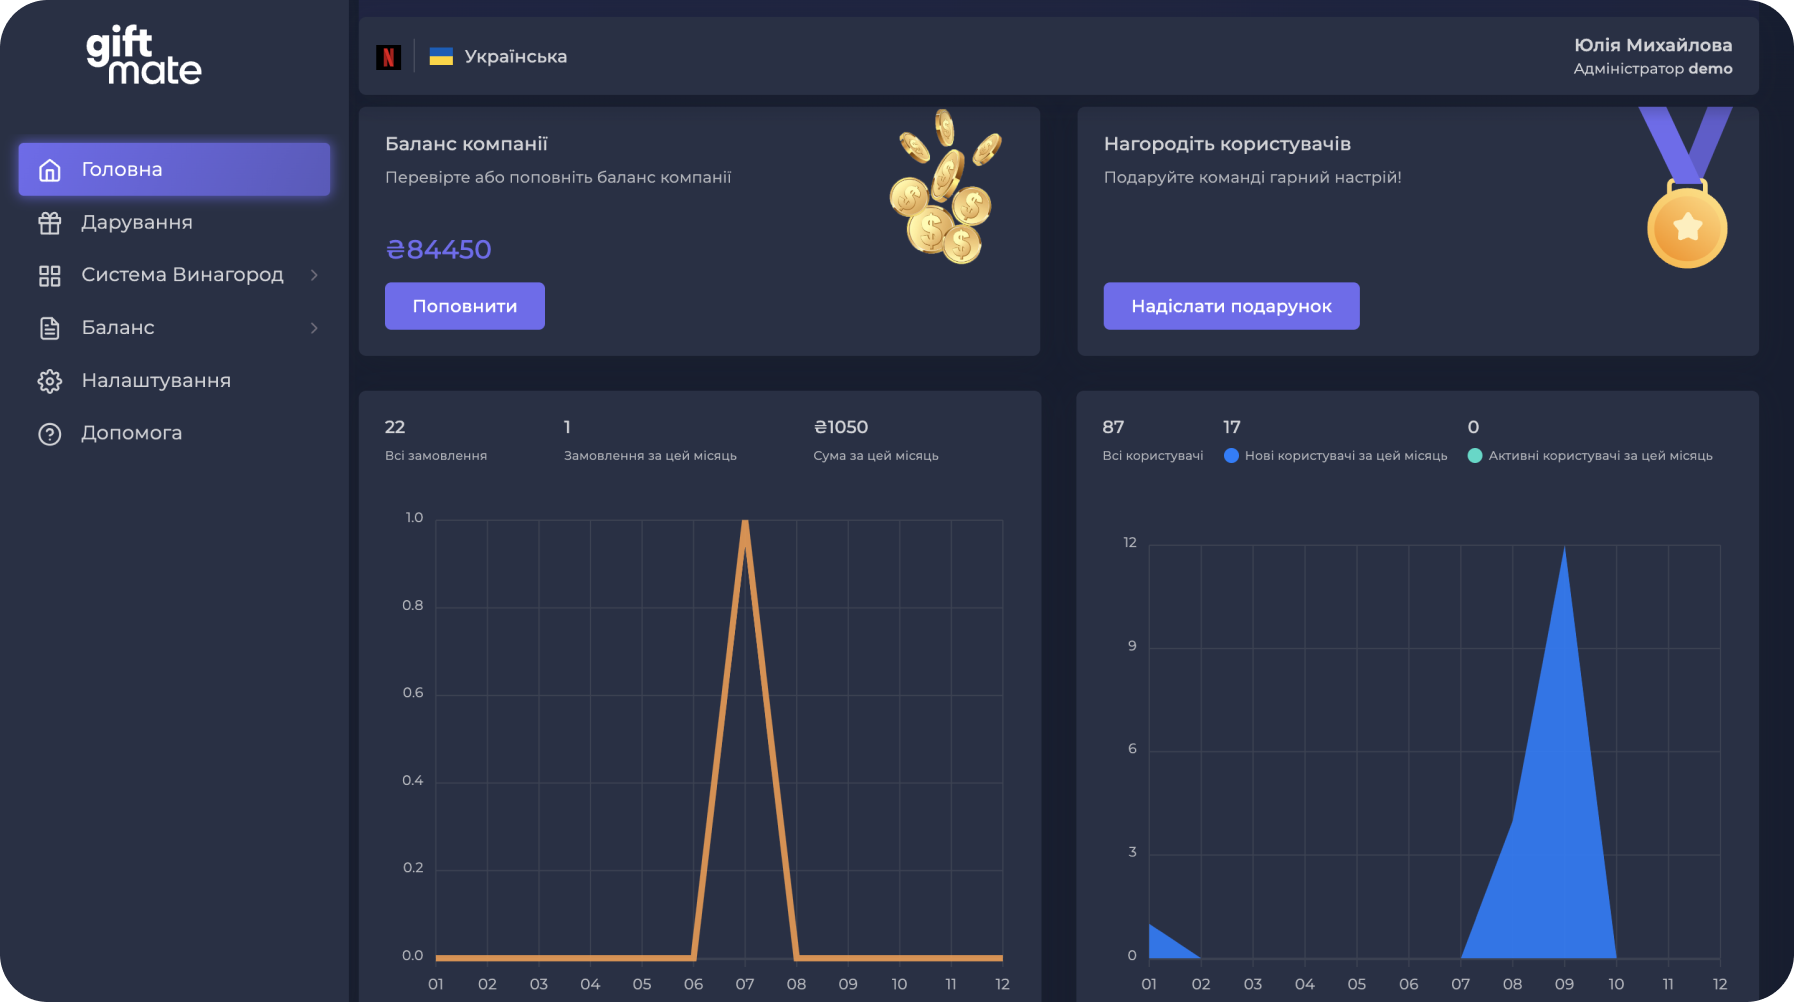 gift
mate
Головна
Дарування
Система Винагород
Баланс
Налаштування
Допомога
N
Українська
Юлія Михайлова
Адміністратор demo
Баланс компанії
Перевірте або поповніть баланс компанії
₴84450
Поповнити
Нагородіть користувачів
Подаруйте команді гарний настрій!
Надіслати подарунок
22
Всі замовлення
1
Замовлення за цей місяць
₴1050
Сума за цей місяць
1.0
0.8
0.6
0.4
0.2
0.0
01 02 03 04 05 06 07 08 09 10 11 12
87
Всі користувачі
17
Нові користувачі за цей місяць
0
Активні користувачі за цей місяць
12
9
6
3
0
01 02 03 04 05 06 07 08 09 10 11 12